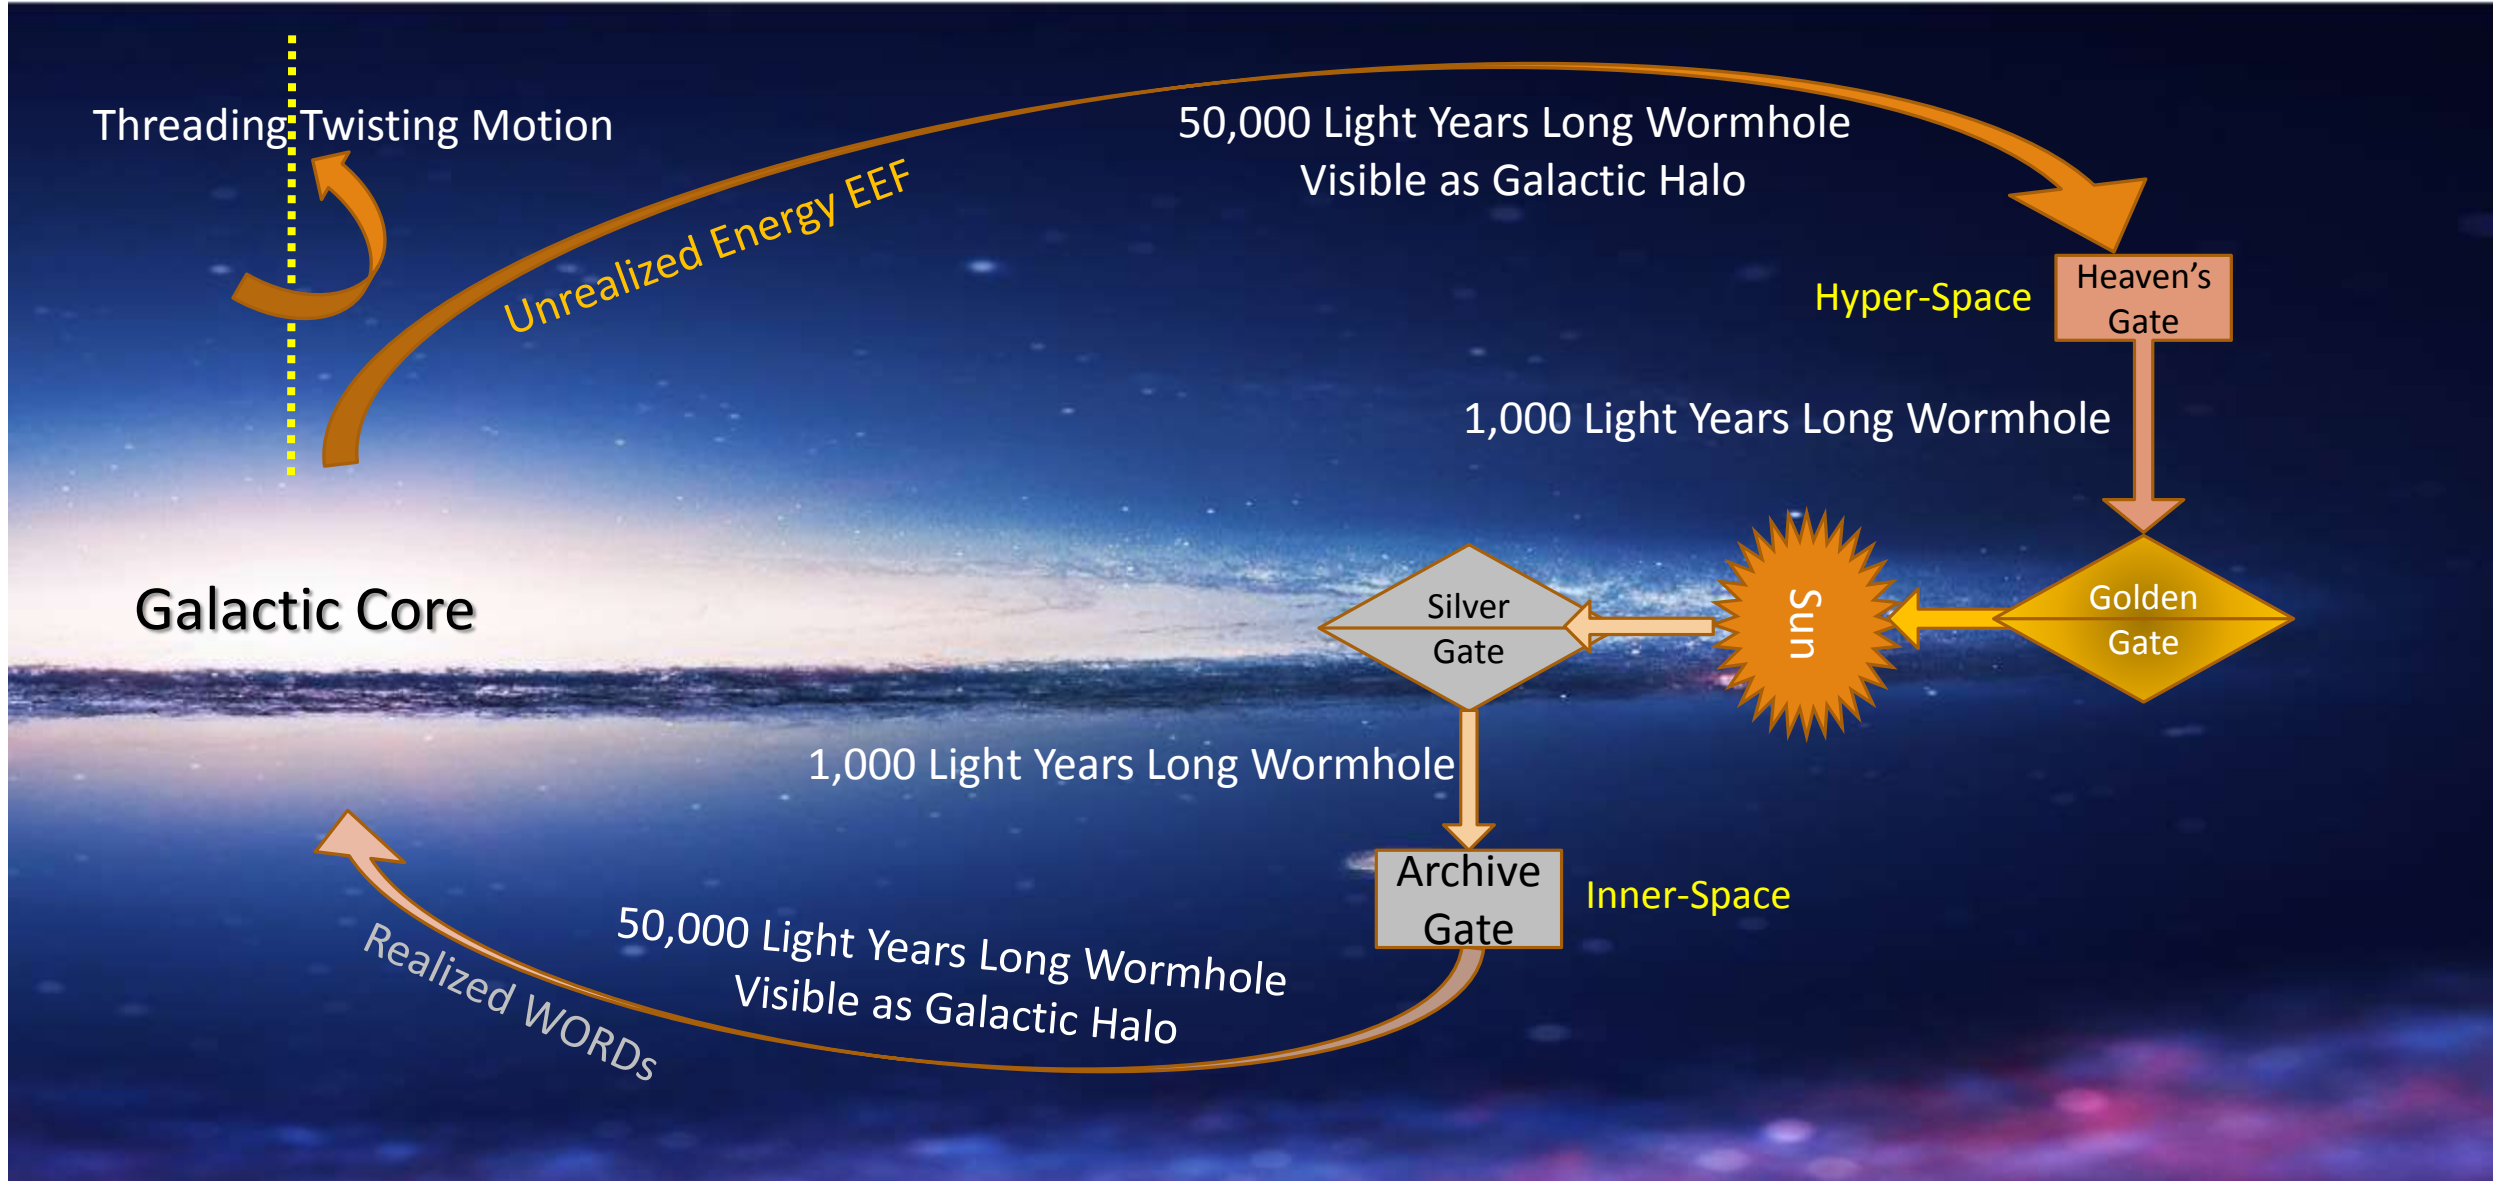 Threading Twisting Motion
50,000 Light Years Long Wormhole
Visible as Galactic Halo
Unrealized Energy EEF
Hyper-Space
Heaven's
Gate
1,000 Light Years Long Wormhole
Galactic Core
Silver
Gate
Sun
Golden
Gate
1,000 Light Years Long Wormhole
Archive
Gate
Inner-Space
50,000 Light Years Long Wormhole
Visible as Galactic Halo
Realized WORDs